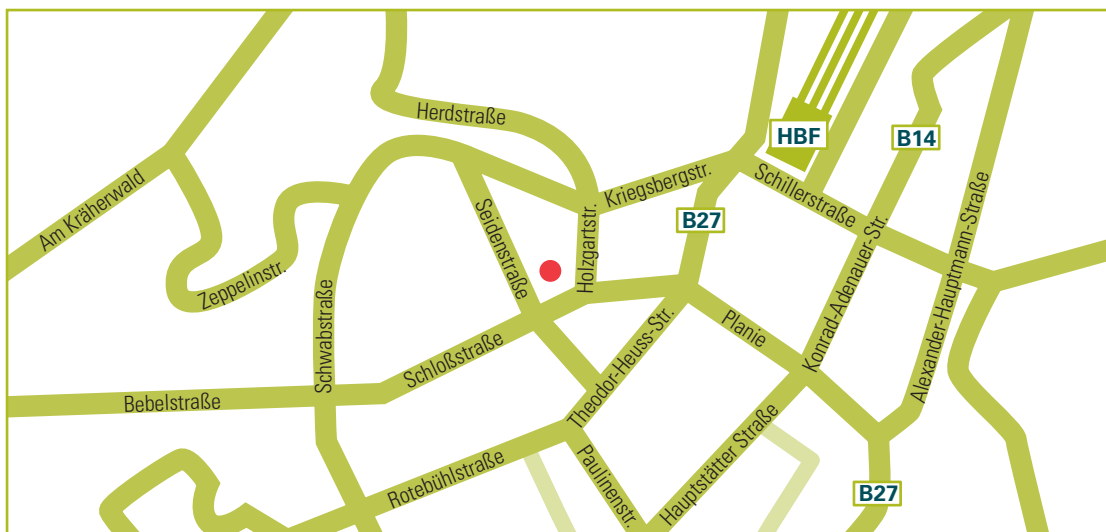 Herdstraße
HBF
B14
Am Kräherwald
Kriegsbergstr.
Schillerstraße
Seidenstraße
Holzgartstr.
B27
Konrad-Adenauer-Str.
Alexander-Hauptmann-Straße
Zeppelinstr.
Schwabstraße
Schloßstraße
Theodor-Heuss-Str.
Planie
Bebelstraße
Rotebühlstraße
Paulinenstr.
Hauptstätter Straße
B27